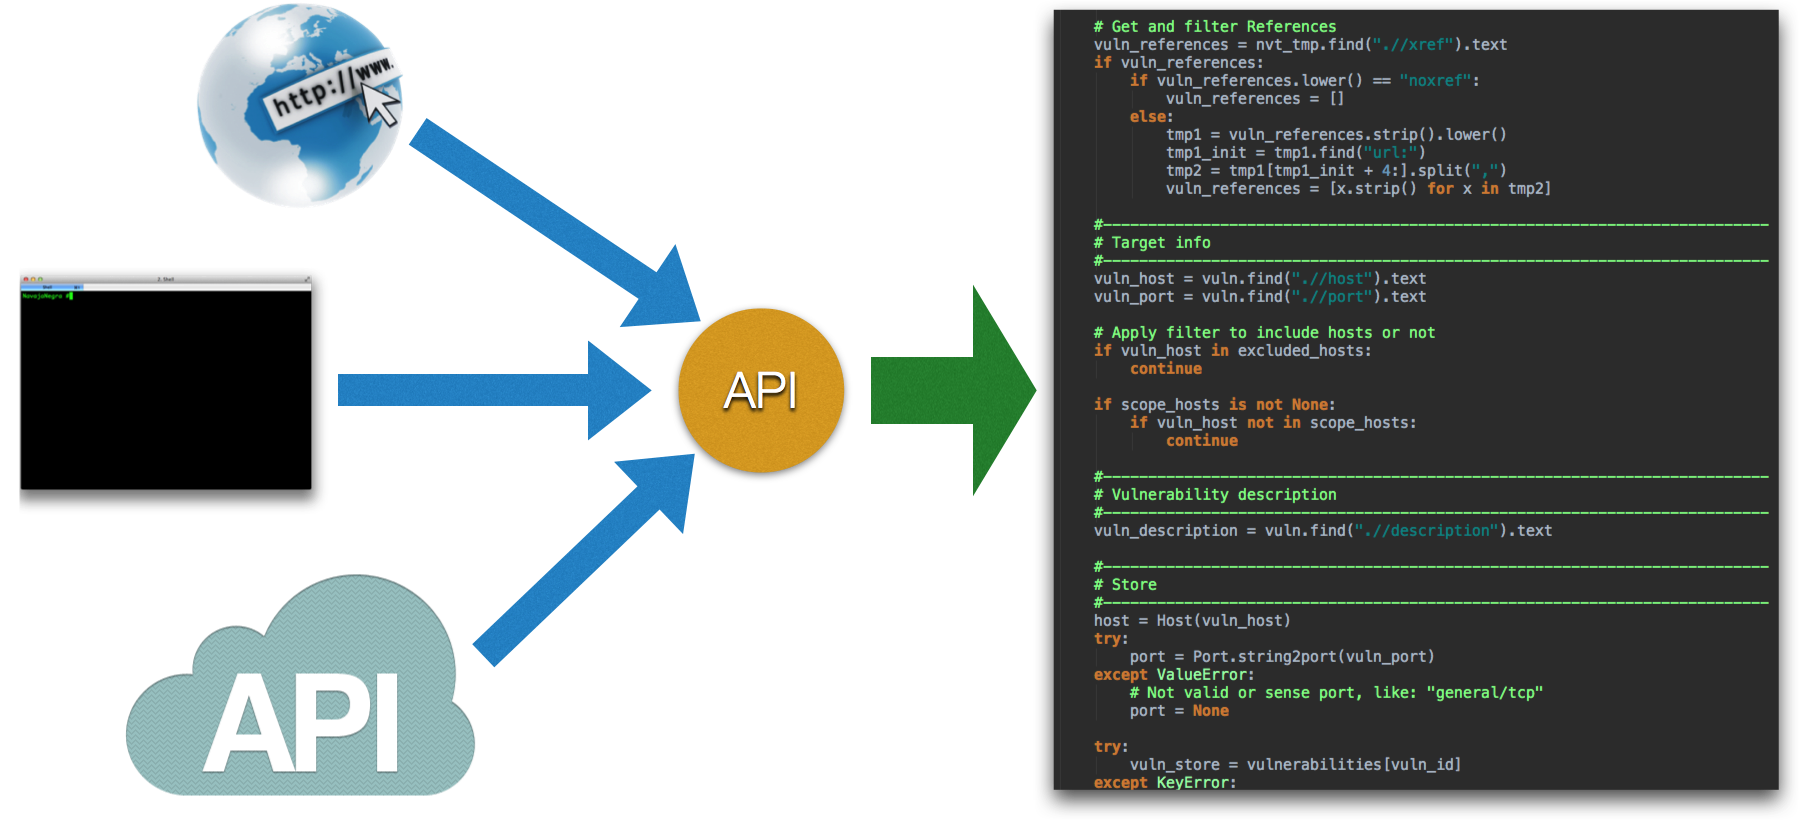 http://www.
2. Shell
Shell
NavajaNegra #
API
API
# Get and filter References
vuln_references = nvt_tmp.find(".//xref").text
if vuln_references:
    if vuln_references.lower() == "noxref":
        vuln_references = []
    else:
        tmp1 = vuln_references.strip().lower()
        tmp1_init = tmp1.find("url:")
        tmp2 = tmp1[tmp1_init + 4:].split(",")
        vuln_references = [x.strip() for x in tmp2]
#--------------------------------------------------------------------------
# Target info
#--------------------------------------------------------------------------
vuln_host = vuln.find(".//host").text
vuln_port = vuln.find(".//port").text
# Apply filter to include hosts or not
if vuln_host in excluded_hosts:
    continue
if scope_hosts is not None:
    if vuln_host not in scope_hosts:
        continue
#--------------------------------------------------------------------------
# Vulnerability description
#--------------------------------------------------------------------------
vuln_description = vuln.find(".//description").text
#--------------------------------------------------------------------------
# Store
#--------------------------------------------------------------------------
host = Host(vuln_host)
try:
    port = Port.string2port(vuln_port)
except ValueError:
    # Not valid or sense port, like: "general/tcp"
    port = None
try:
    vuln_store = vulnerabilities[vuln_id]
except KeyError: